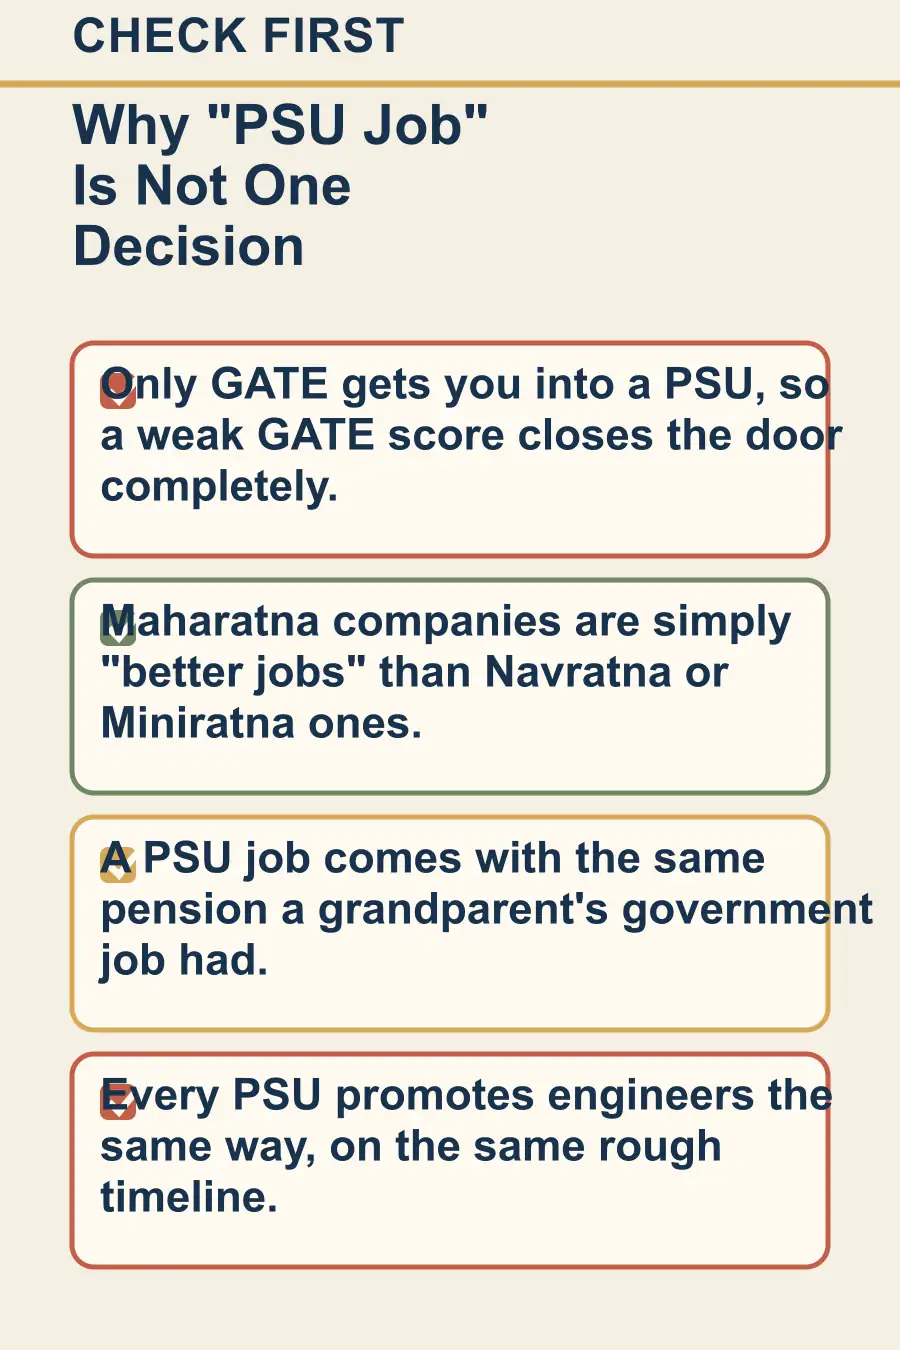 CHECK FIRST
Why "PSU Job"
Is Not One
Decision
Only GATE gets you into a PSU, so
a weak GATE score closes the door
completely.
Maharatna companies are simply
"better jobs" than Navratna or
Miniratna ones.
A PSU job comes with the same
pension a grandparent's government
job had.
Every PSU promotes engineers the
same way, on the same rough
timeline.